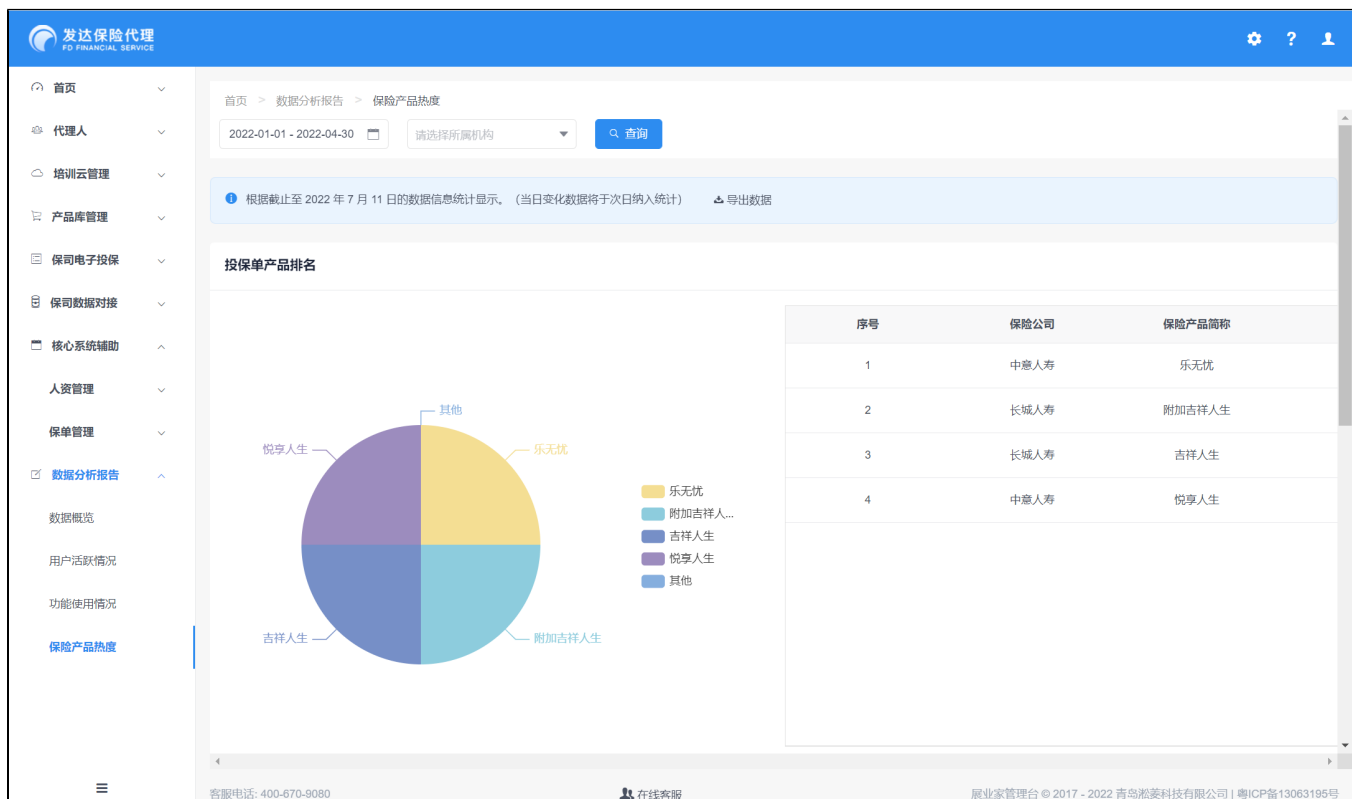 发达保险代理
FD FINANCIAL SERVICE
首页
代理人
培训云管理
产品库管理
保司电子投保
保司数据对接
核心系统辅助
人资管理
保单管理
数据分析报告
数据概览
用户活跃情况
功能使用情况
保险产品热度
首页 > 数据分析报告 > 保险产品热度
2022-01-01 - 2022-04-30 请选择所属机构 查询
根据截止至 2022 年 7 月 11 日的数据信息统计显示。（当日变化数据将于次日纳入统计） 导出数据
投保单产品排名
其他
悦享人生
乐无忧
吉祥人生
附加吉祥人生
乐无忧
附加吉祥人...
吉祥人生
悦享人生
其他
序号 保险公司 保险产品简称
1 中意人寿 乐无忧
2 长城人寿 附加吉祥人生
3 长城人寿 吉祥人生
4 中意人寿 悦享人生
客服电话: 400-670-9080 在线客服 展业家管理台 © 2017 - 2022 青岛淞菱科技有限公司 | 粤ICP备13063195号